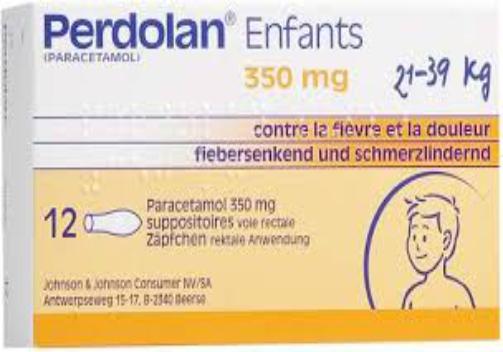 Perdolan® Enfants
(PARACETAMOL)
350 mg
21-39 Kg
contre la fièvre et la douleur
fiebersenkend und schmerzlindernd
12
Paracetamol 350 mg
suppositoires voie rectale
Zäpfchen rektale Anwendung
Johnson & Johnson Consumer NV/SA
Antwerpseweg 15-17, B-2340 Beerse